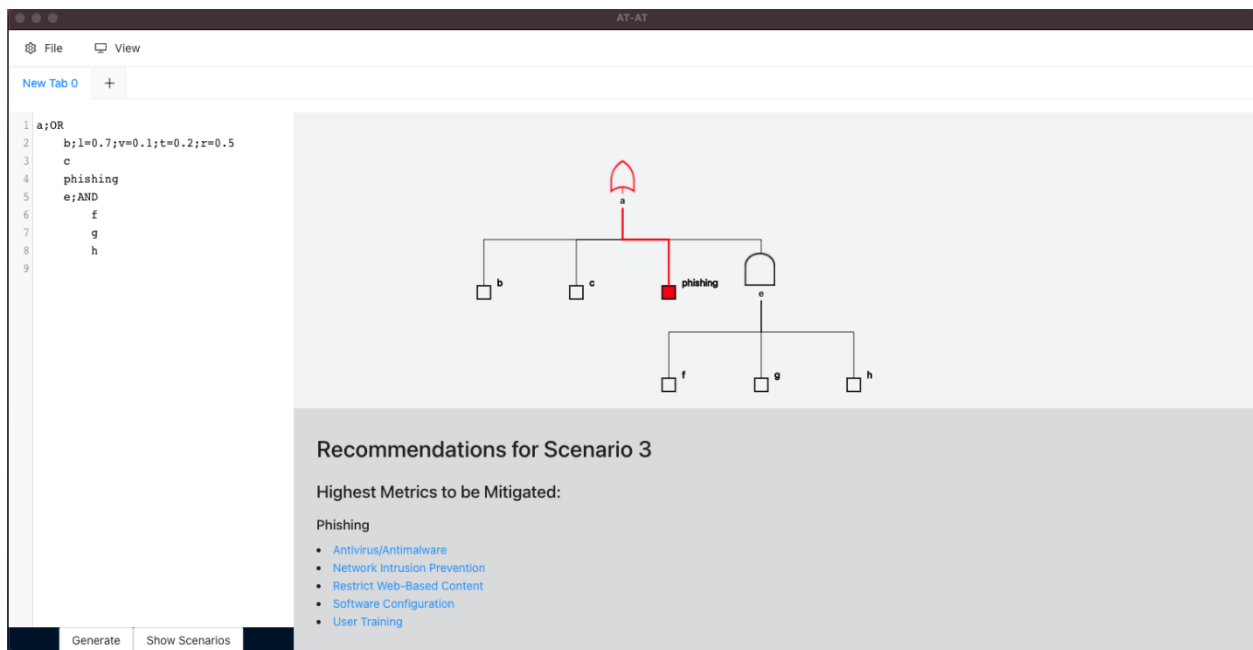 AT-AT
File View
New Tab 0 +
1 a;OR
2 b;l=0.7;v=0.1;t=0.2;r=0.5
3 c
4 phishing
5 e;AND
6 f
7 g
8 h
9
a
b c phishing
e
f g h
Recommendations for Scenario 3
Highest Metrics to be Mitigated:
Phishing
• Antivirus/Antimalware
• Network Intrusion Prevention
• Restrict Web-Based Content
• Software Configuration
• User Training
Generate Show Scenarios